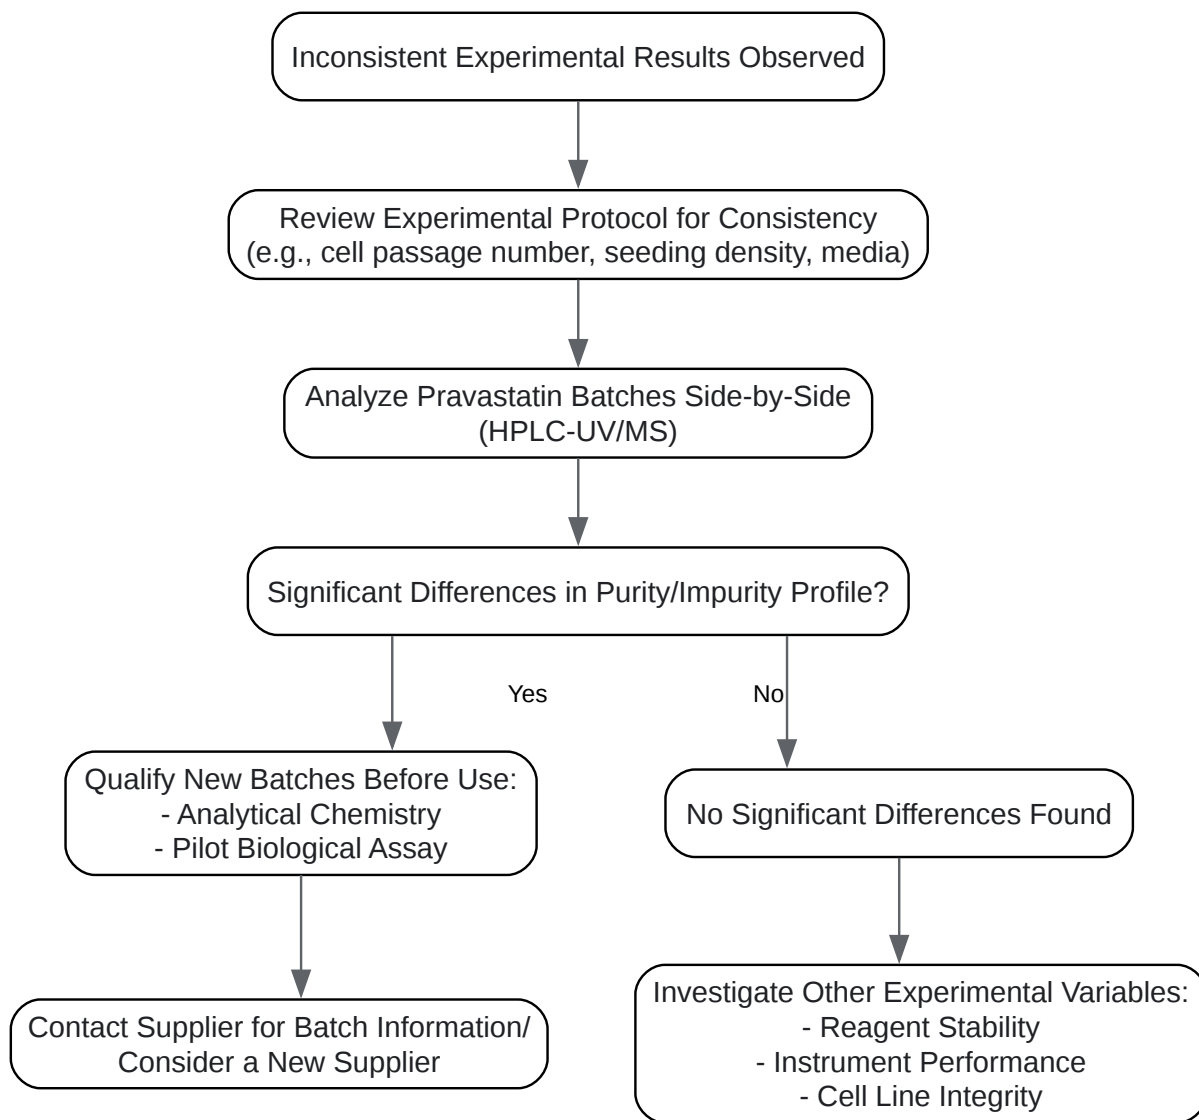 Inconsistent Experimental Results Observed
Review Experimental Protocol for Consistency
(e.g., cell passage number, seeding density, media)
Analyze Pravastatin Batches Side-by-Side
(HPLC-UV/MS)
Significant Differences in Purity/Impurity Profile?
Yes
No
Qualify New Batches Before Use:
- Analytical Chemistry
- Pilot Biological Assay
No Significant Differences Found
Contact Supplier for Batch Information/
Consider a New Supplier
Investigate Other Experimental Variables:
- Reagent Stability
- Instrument Performance
- Cell Line Integrity